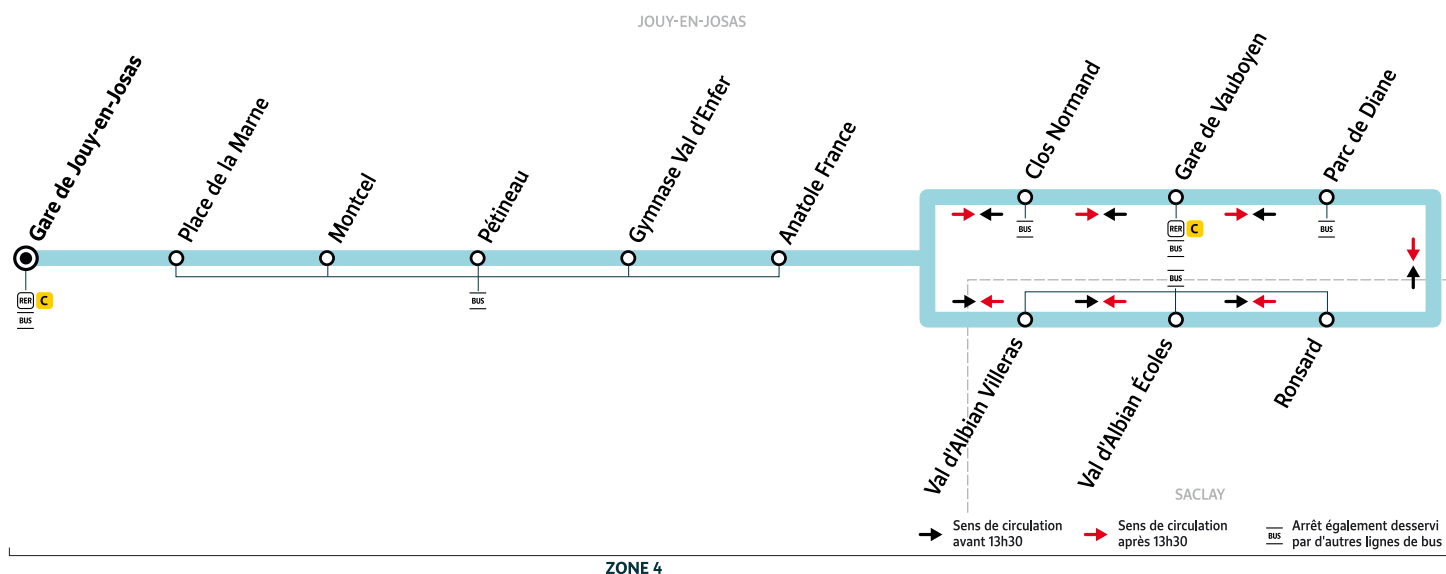 JOUY-EN-JOSAS
Gare de Jouy-en-Josas
Place de la Marne
Montcel
Pétineau
Gymnase Val d'Enfer
Anatole France
Clos Normand
Gare de Vauboyen
Parc de Diane
BUS
RER C
BUS
BUS
BUS
RER C
BUS
BUS
Val d'Albian Villeras
Val d'Albian Écoles
Ronsard
SACLAY
Sens de circulation
avant 13h30
Sens de circulation
après 13h30
BUS
Arrêt également desservi
par d'autres lignes de bus
ZONE 4